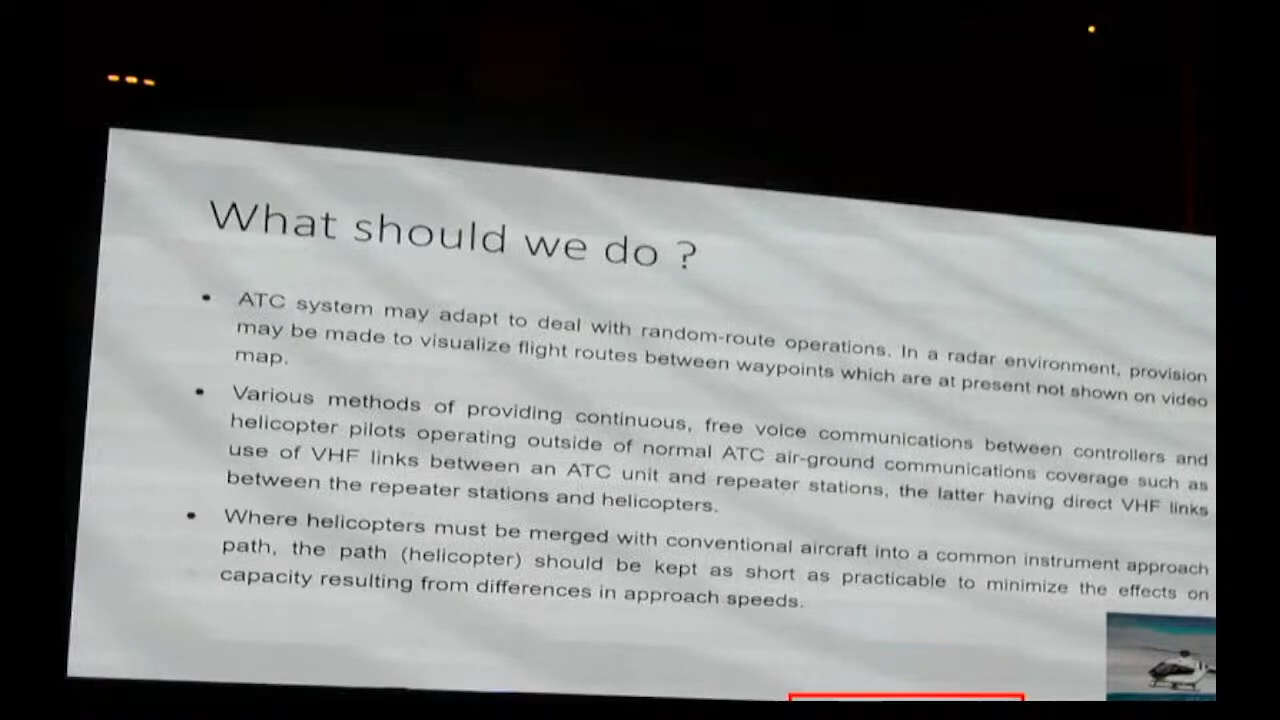 What should we do ?
• ATC system may adapt to deal with random-route operations. In a radar environment, provision
may be made to visualize flight routes between waypoints which are at present not shown on video
map.
• Various methods of providing continuous, free voice communications between controllers and
helicopter pilots operating outside of normal ATC air-ground communications coverage such as
use of VHF links between an ATC unit and repeater stations, the latter having direct VHF links
between the repeater stations and helicopters.
• Where helicopters must be merged with conventional aircraft into a common instrument approach
path, the path (helicopter) should be kept as short as practicable to minimize the effects on
capacity resulting from differences in approach speeds.